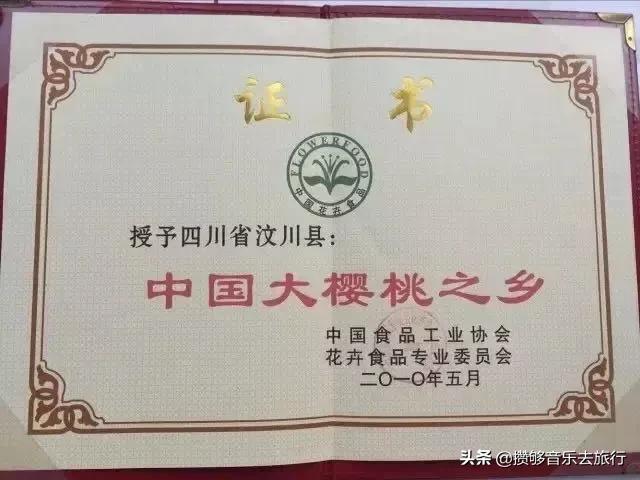 证书
FLOWERFOOD
中国花卉食品
授予四川省汶川县：
中国大樱桃之乡
中国食品工业协会
花卉食品专业委员会
二〇一〇年五月
头条 @攒够音乐去旅行